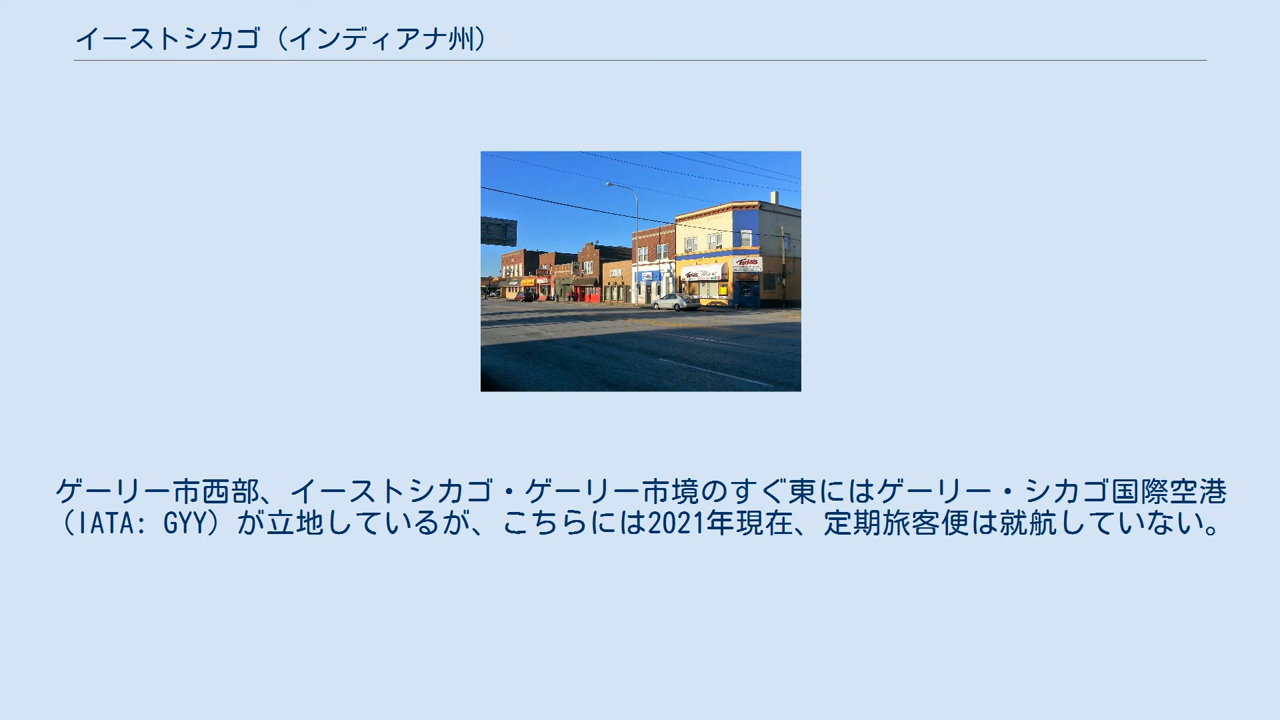 イーストシカゴ（インディアナ州）
ゲーリー市西部、イーストシカゴ・ゲーリー市境のすぐ東にはゲーリー・シカゴ国際空港
（IATA: GYY）が立地しているが、こちらには2021年現在、定期旅客便は就航していない。